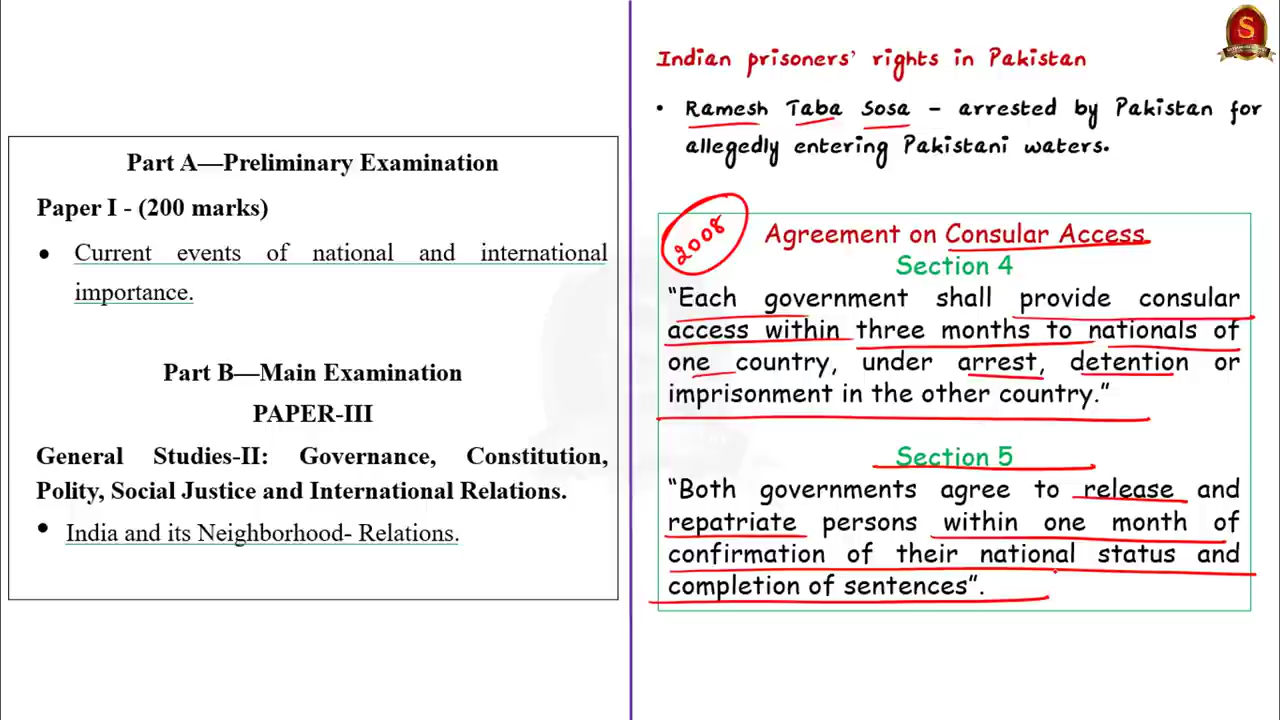 Part A—Preliminary Examination
Paper I - (200 marks)
• Current events of national and international
importance.
Part B—Main Examination
PAPER-III
General Studies-II: Governance, Constitution,
Polity, Social Justice and International Relations.
• India and its Neighborhood- Relations.
S
Indian prisoners' rights in Pakistan
• Ramesh Taba Sosa – arrested by Pakistan for
allegedly entering Pakistani waters.
2008
Agreement on Consular Access
Section 4
“Each government shall provide consular
access within three months to nationals of
one country, under arrest, detention or
imprisonment in the other country.”
Section 5
“Both governments agree to release and
repatriate persons within one month of
confirmation of their national status and
completion of sentences”.